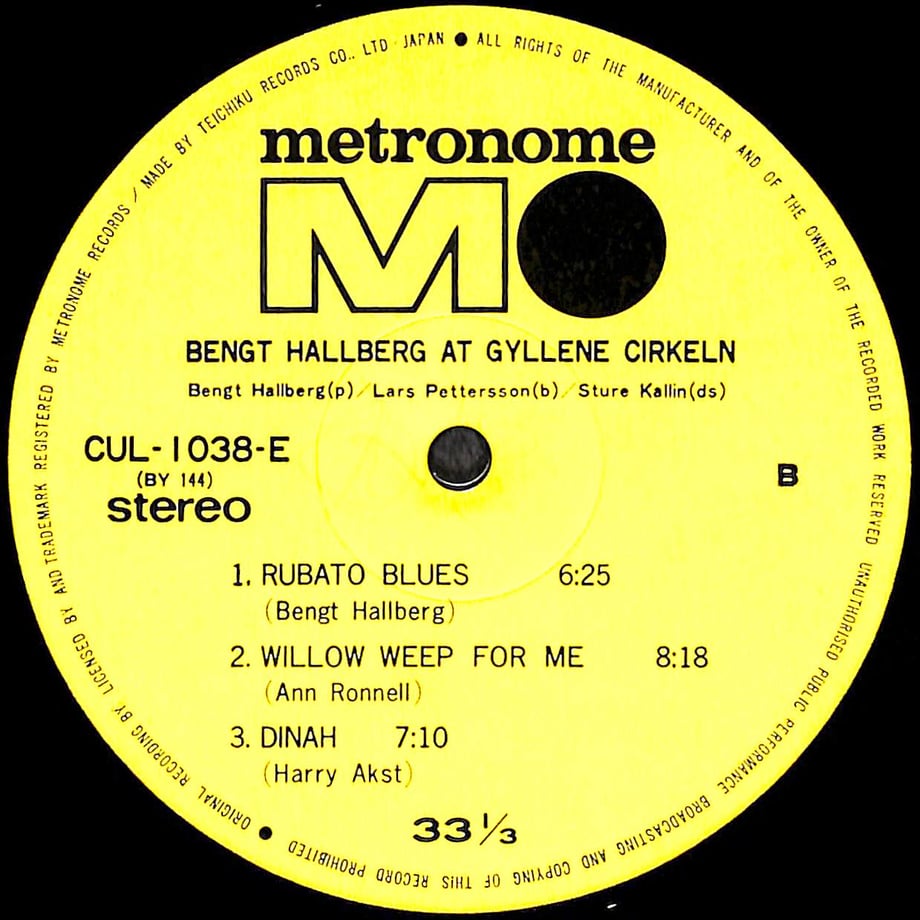 ORIGINAL RECORDING BY LICENSED BY AND TRADEMARK REGISTERED BY METRONOME RECORDS / MADE BY TEICHIKU RECORDS CO., LTD JAPAN ● ALL RIGHTS OF THE MANUFACTURER AND OF THE OWNER OF THE RECORDED WORK RESERVED UNAUTHORISED PUBLIC PERFORMANCE BROADCASTING AND COPYING OF THIS RECORD PROHIBITED ●
metronome
MO
BENGT HALLBERG AT GYLLENE CIRKELN
Bengt Hallberg(p)/Lars Pettersson(b)/Sture Kallin(ds)
CUL-1038-E
(BY 144)
B
stereo
1. RUBATO BLUES 6:25
(Bengt Hallberg)
2. WILLOW WEEP FOR ME 8:18
(Ann Ronnell)
3. DINAH 7:10
(Harry Akst)
33 1/3